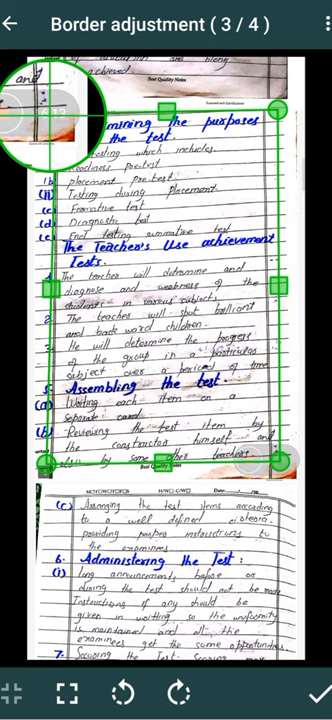 Border adjustment ( 3 / 4 )
achieved
Best Quality Notes
and
mining the purposes
the test.
Testing which includes.
Readiness pretest
placement pre.test.
(ii) Testing during placement
(c) Formative test
(d) Diagnostic test
(e) End testing summative test
The Teacher's Use achievement
Tests.
1. The teacher will determine and
diagnose and weakness of the
students in various subjects.
2. The teacher will spot brilliant
and back word children.
3. He will determine the progress
of the group in a particular
subject over a period of time
5. Assembling the test.
(a) Writing each item on a
separate card
(b) Reviewing the test item by
the constructor himself and
also by some other teachers.
Best
Date:
(c) Arranging the test items according
to a well defined criteria.
providing proper instructions to
the examinees.
6. Administering the Test:
(i) long announcements before or
during the test should not be made
Instructions if any should be
given in writting so the uniformity
is maintained and all the
examinees get the same opportunities.
7. Scoring the Test.